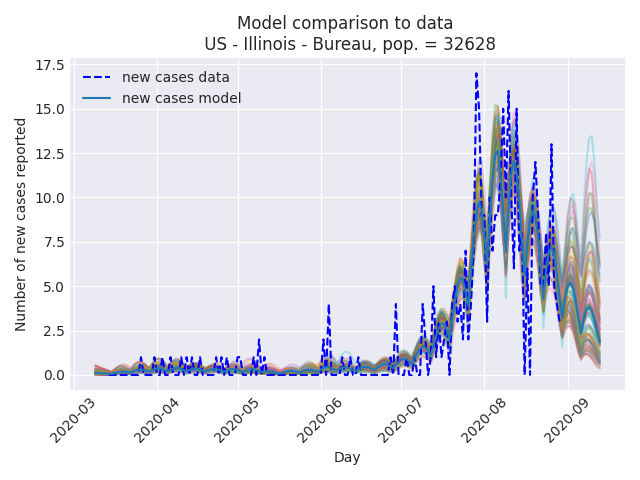 Model comparison to data
US - Illinois - Bureau, pop. = 32628
new cases data
new cases model
17.5
15.0
12.5
10.0
7.5
5.0
2.5
0.0
Number of new cases reported
2020-03
2020-04
2020-05
2020-06
2020-07
2020-08
2020-09
Day